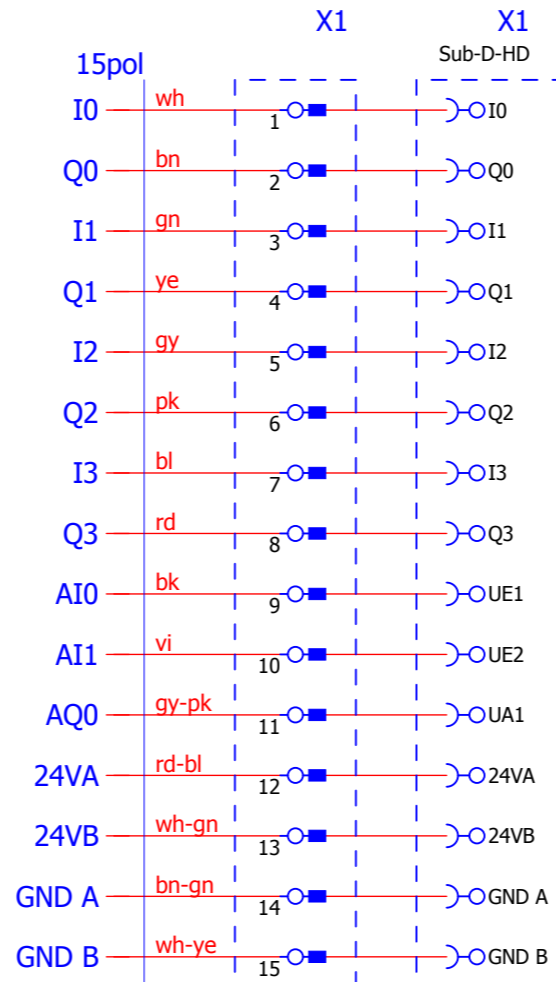 X1 X1
15pol Sub-D-HD
I0 wh 1 I0
Q0 bn 2 Q0
I1 gn 3 I1
Q1 ye 4 Q1
I2 gy 5 I2
Q2 pk 6 Q2
I3 bl 7 I3
Q3 rd 8 Q3
AI0 bk 9 UE1
AI1 vi 10 UE2
AQ0 gy-pk 11 UA1
24VA rd-bl 12 24VA
24VB wh-gn 13 24VB
GND A bn-gn 14 GND A
GND B wh-ye 15 GND B